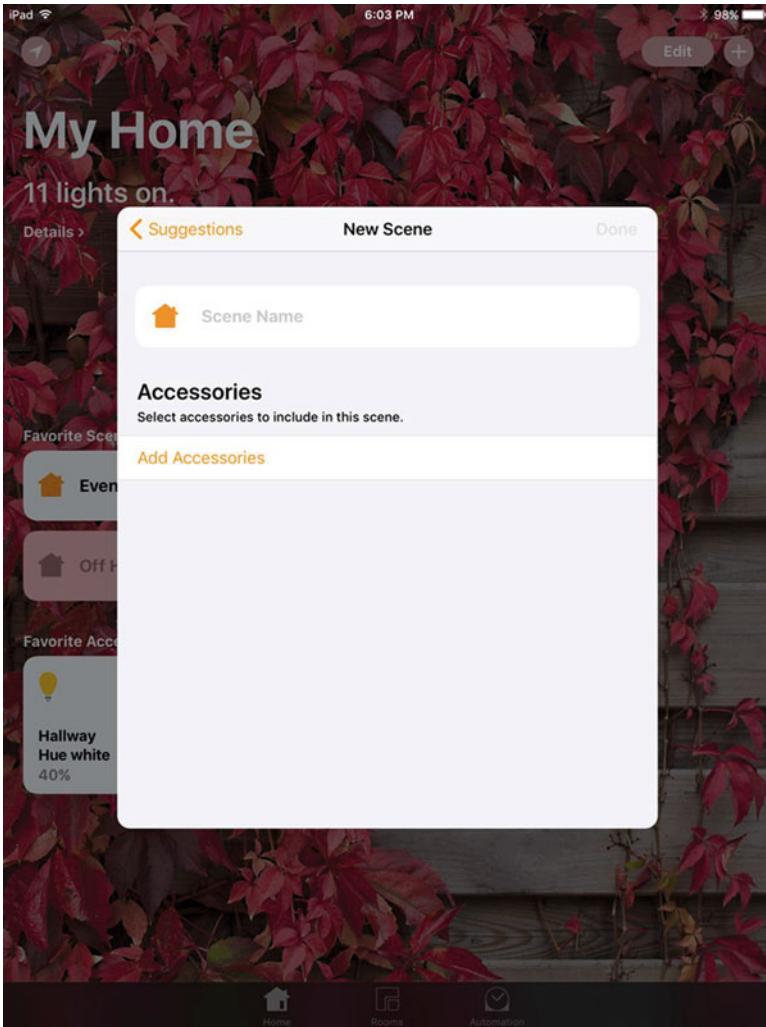 iPad 6:03 PM 98%
Edit
My Home
11 lights on.
Details >
Suggestions New Scene Done
Scene Name
Accessories
Select accessories to include in this scene.
Add Accessories
Favorite Scen
Even
Off H
Favorite Acce
Hallway
Hue white
40%
Home Rooms Automation